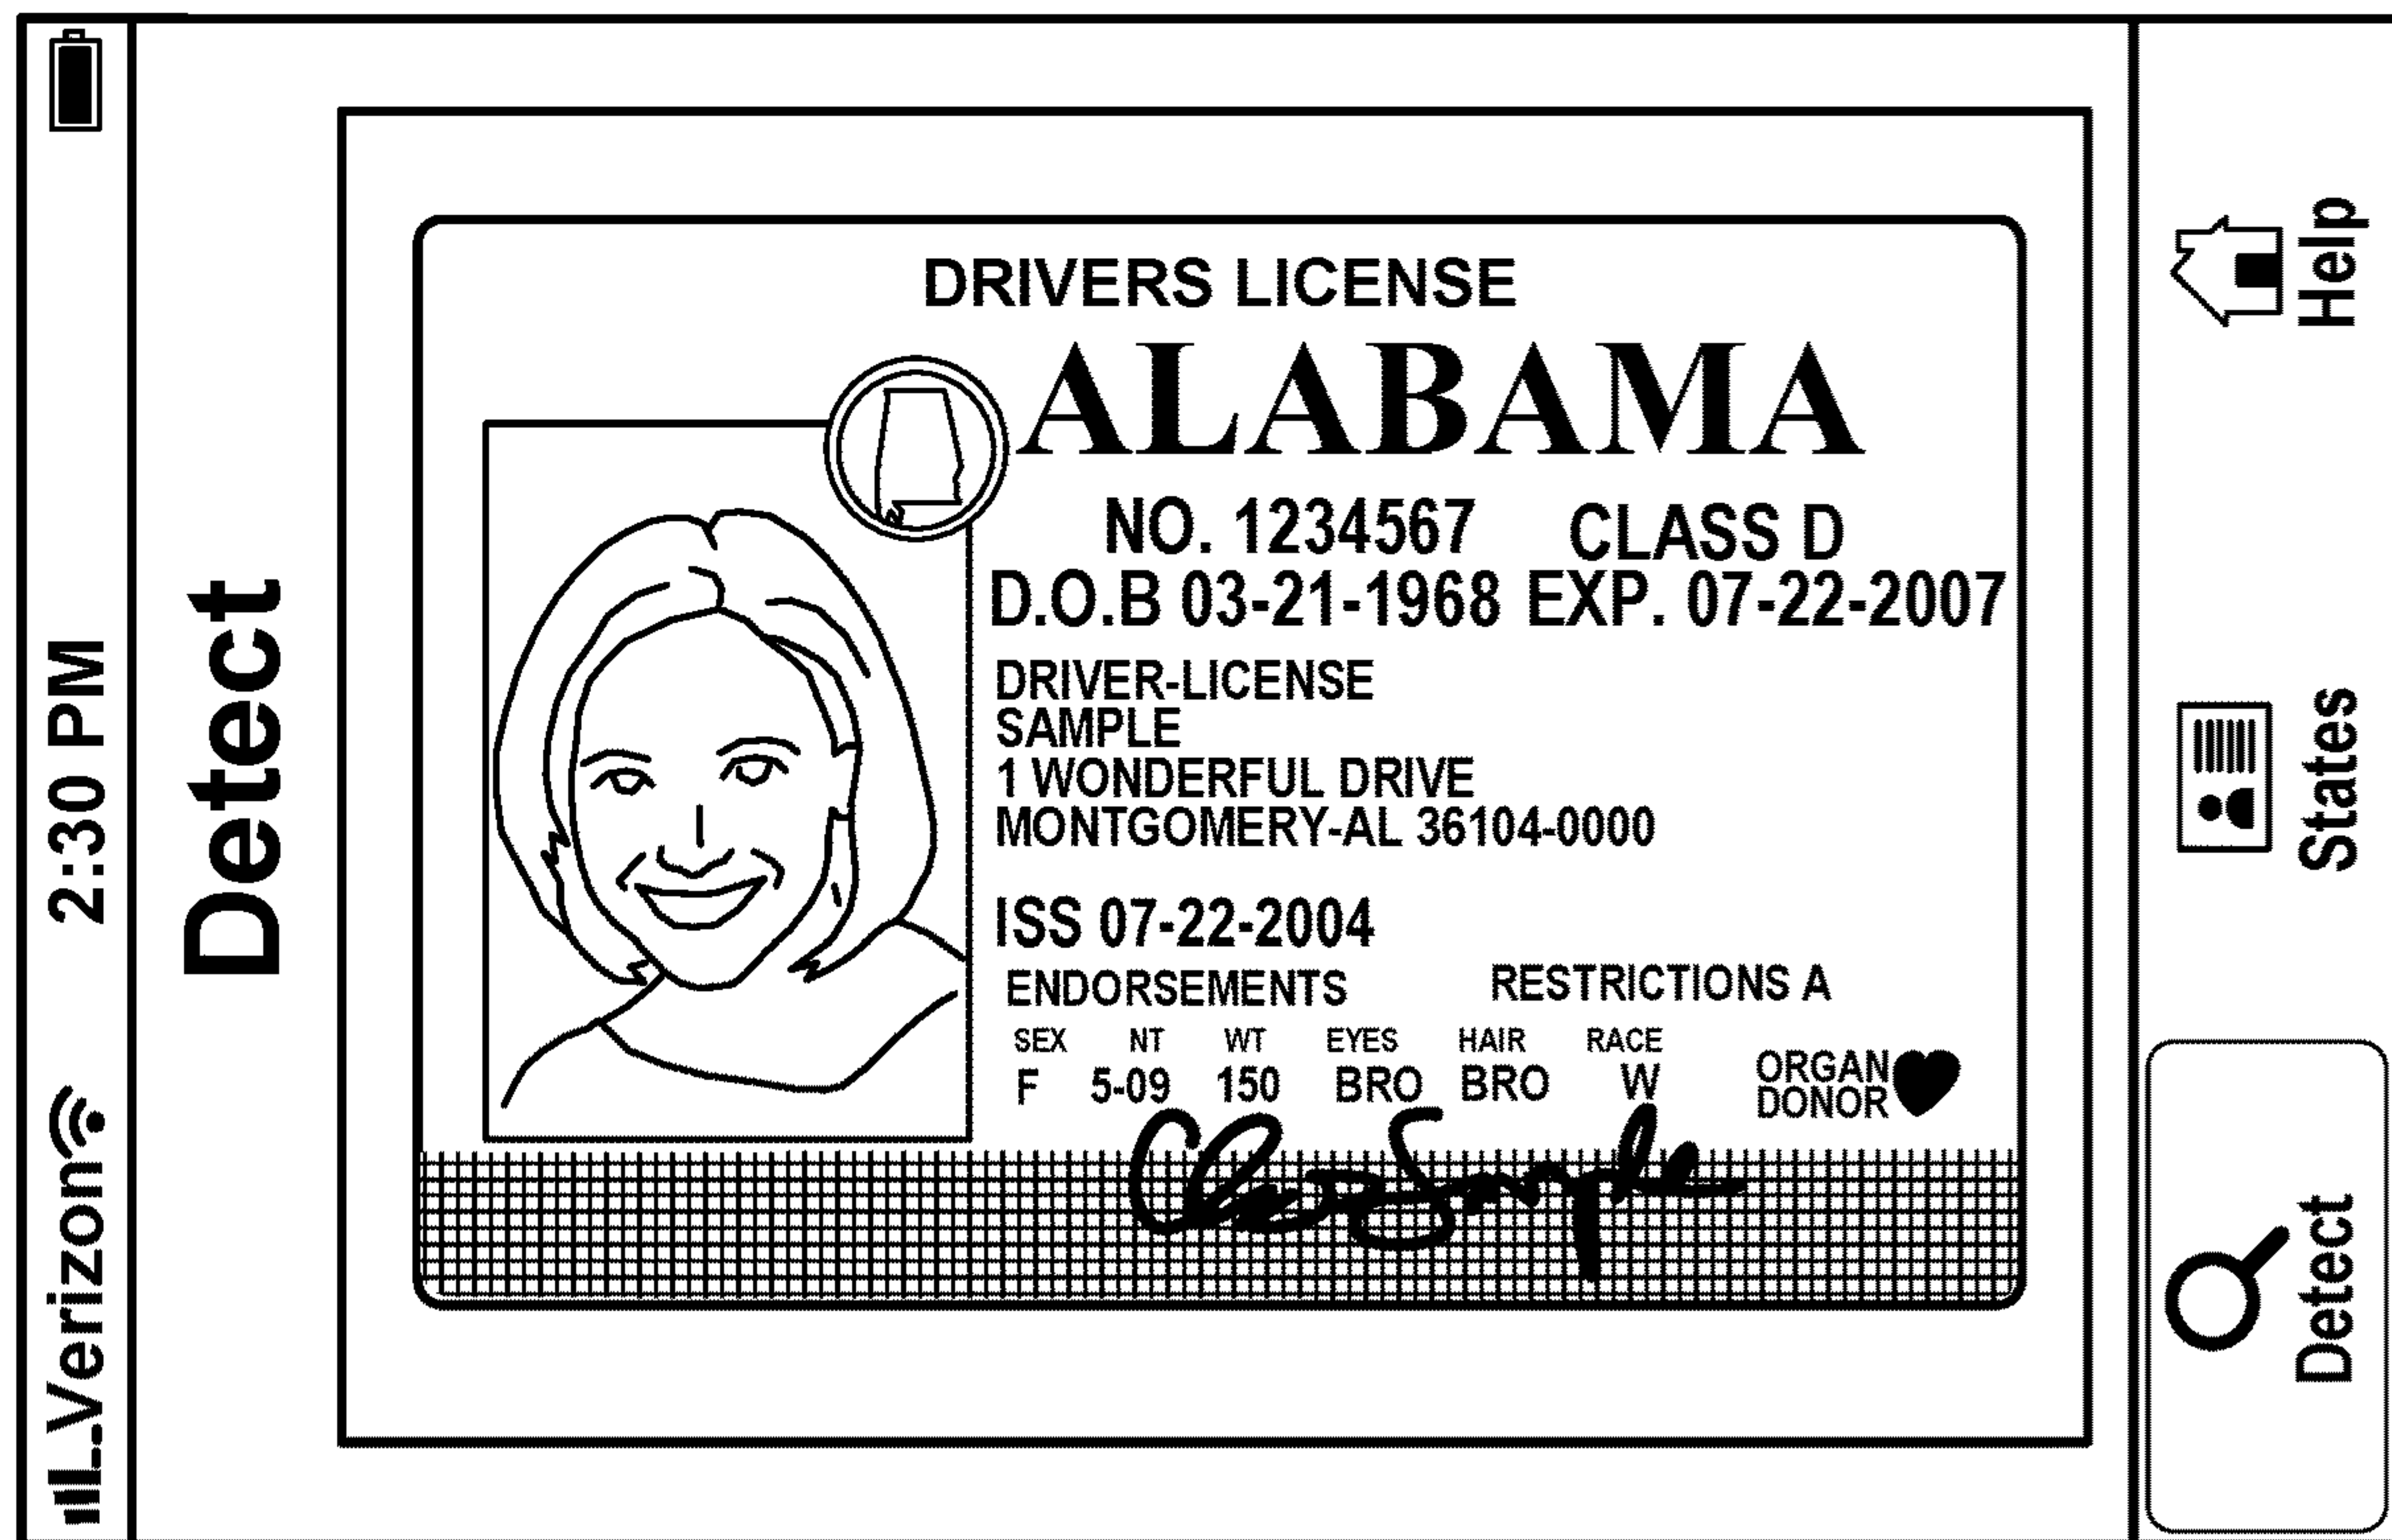 Verizon 2:30 PM
Detect
DRIVERS LICENSE
ALABAMA
NO. 1234567 CLASS D
D.O.B 03-21-1968 EXP. 07-22-2007
DRIVER-LICENSE
SAMPLE
1 WONDERFUL DRIVE
MONTGOMERY-AL 36104-0000
ISS 07-22-2004
ENDORSEMENTS RESTRICTIONS A
SEX NT WT EYES HAIR RACE
F 5-09 150 BRO BRO W
ORGAN
DONOR
Detect
States
Help